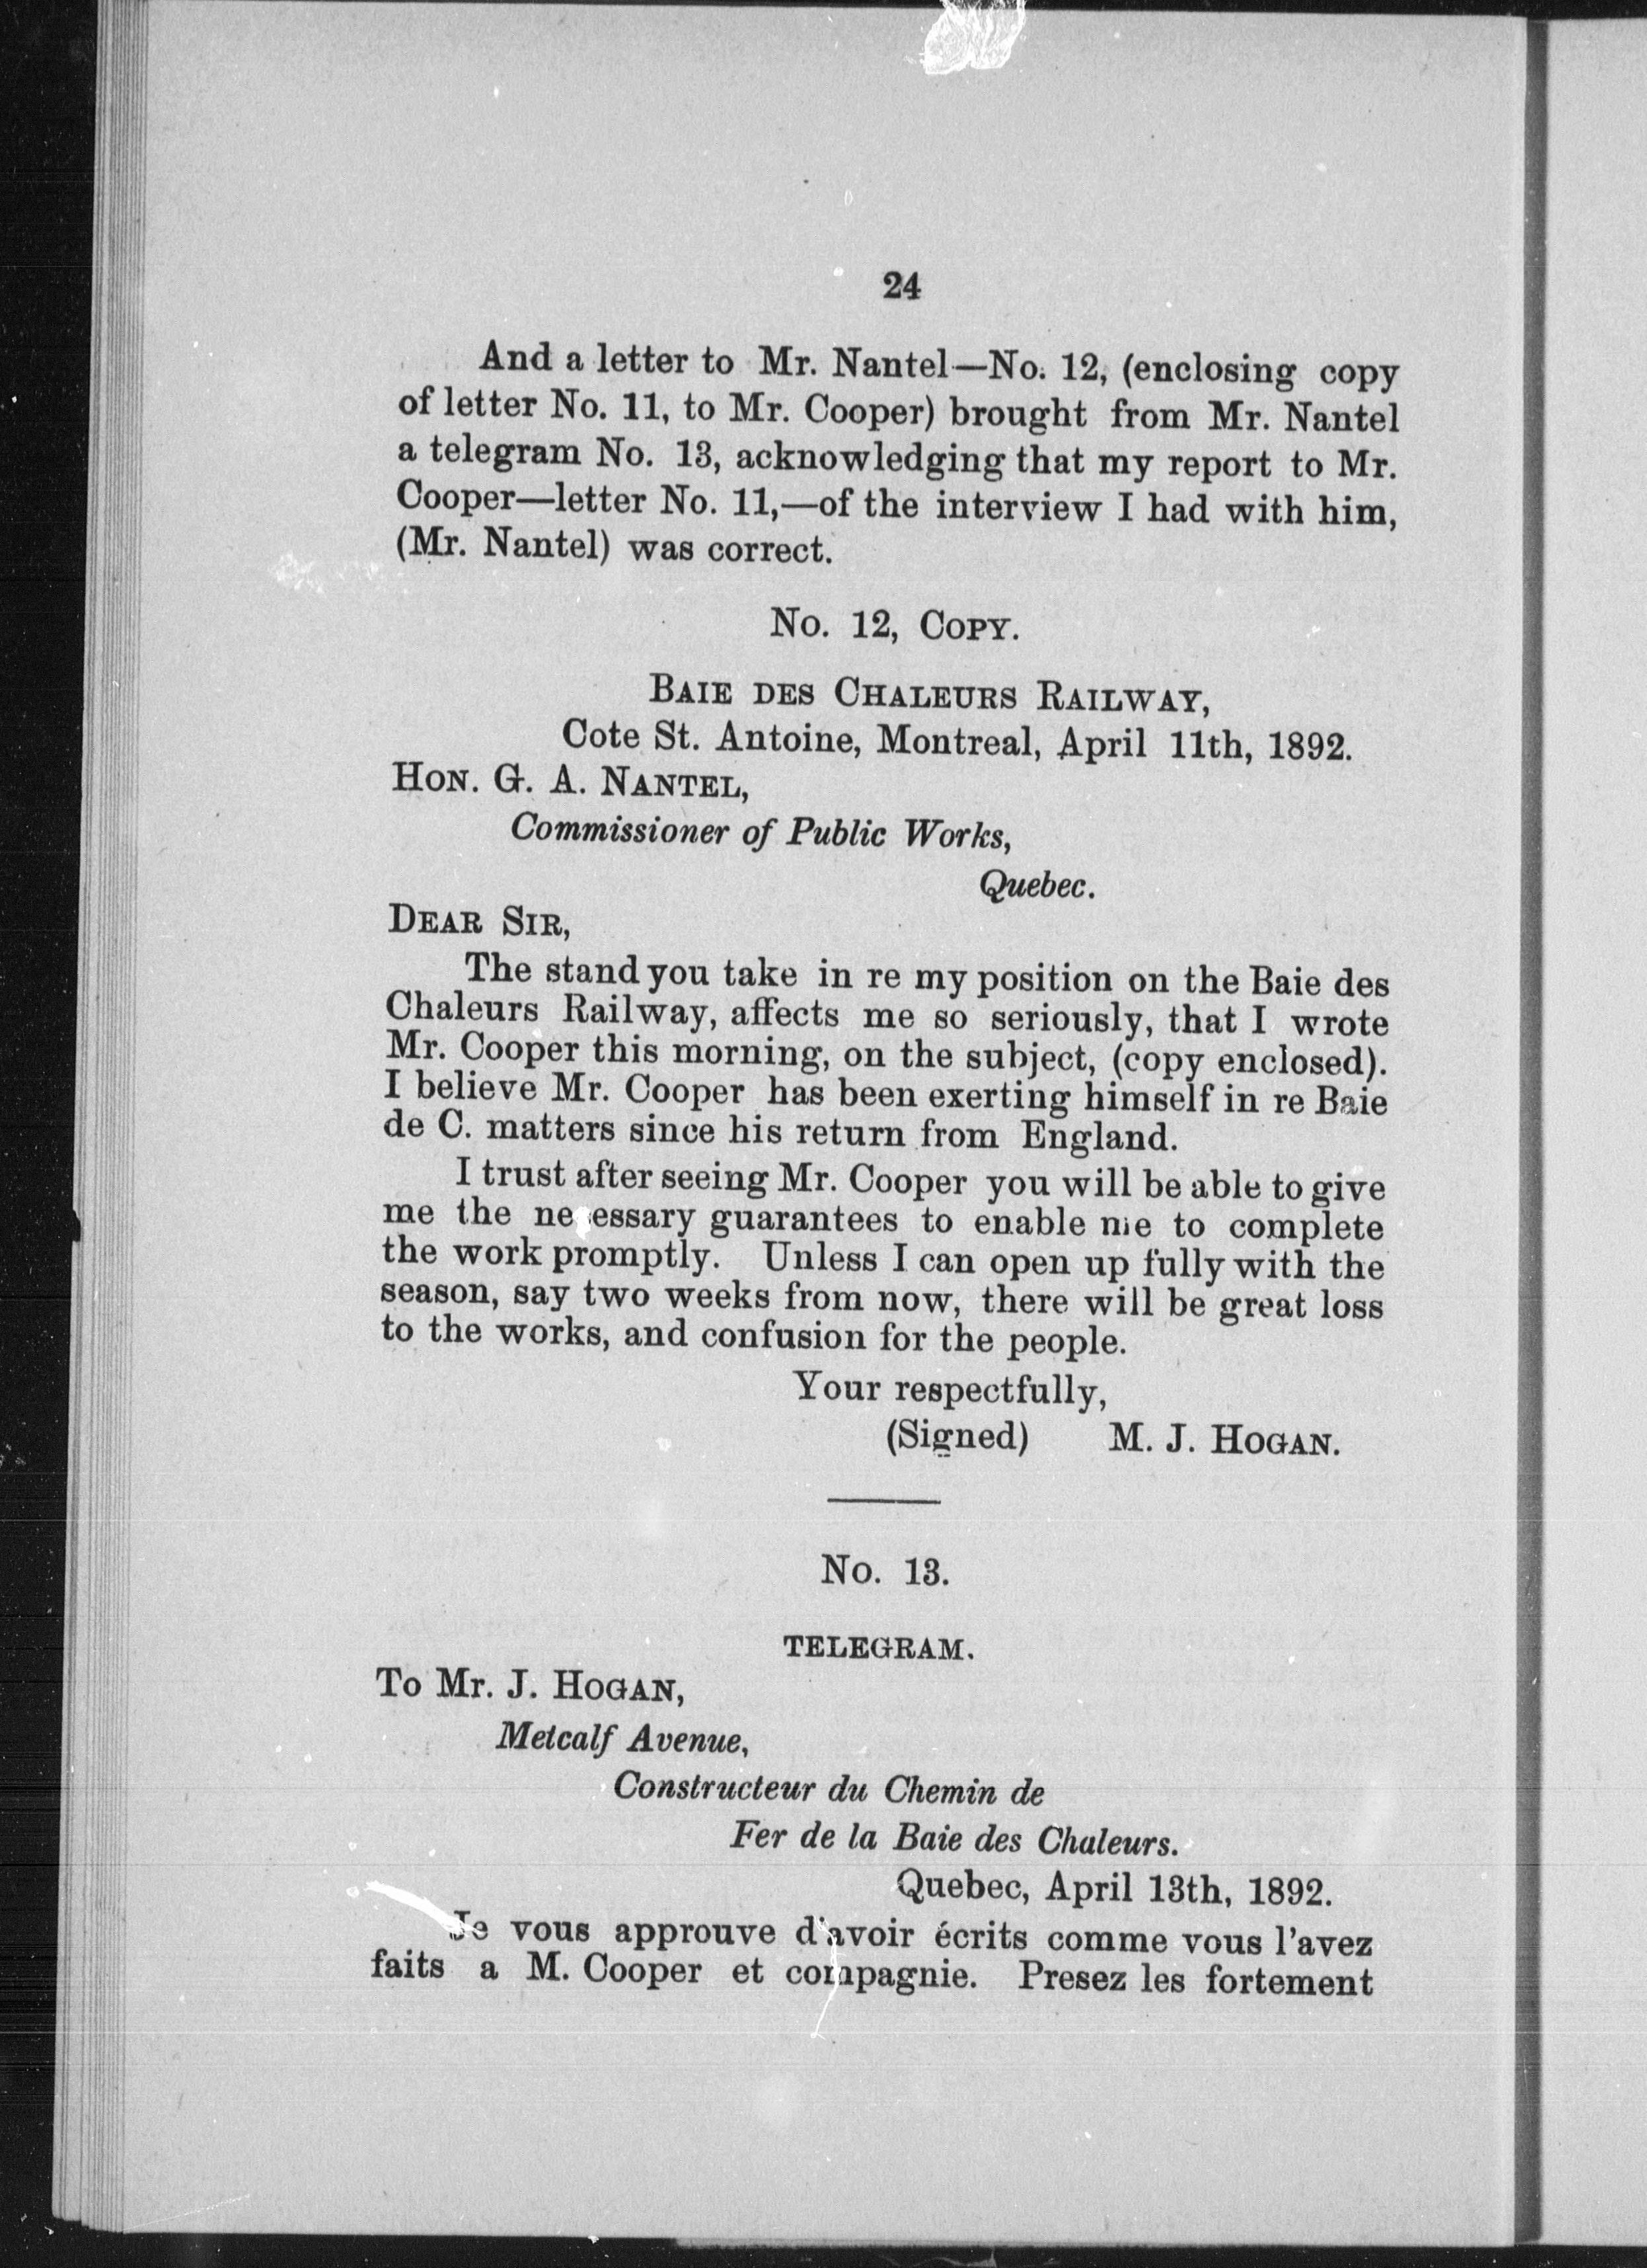 24
And a letter to Mr. Nantel—No. 12, (enclosing copy
of letter No. 11, to Mr. Cooper) brought from Mr. Nantel
a telegram No. 13, acknowledging that my report to Mr.
Cooper—letter No. 11,—of the interview I had with him,
(Mr. Nantel) was correct.
No. 12, Copy.
Baie des Chaleurs Railway,
Cote St. Antoine, Montreal, April 11th, 1892.
Hon. G. A. Nantel,
Commissioner of Public Works,
Quebec.
Dear Sir,
The stand you take in re my position on the Baie des
Chaleurs Railway, affects me so seriously, that I wrote
Mr. Cooper this morning, on the subject, (copy enclosed).
I believe Mr. Cooper has been exerting himself in re Baie
de C. matters since his return from England.
I trust after seeing Mr. Cooper you will be able to give
me the necessary guarantees to enable me to complete
the work promptly. Unless I can open up fully with the
season, say two weeks from now, there will be great loss
to the works, and confusion for the people.
Your respectfully,
(Signed) M. J. Hogan.
No. 13.
TELEGRAM.
To Mr. J. Hogan,
Metcalf Avenue,
Constructeur du Chemin de
Fer de la Baie des Chaleurs.
Quebec, April 13th, 1892.
Je vous approuve d'avoir écrits comme vous l'avez
faits a M. Cooper et compagnie. Presez les fortement